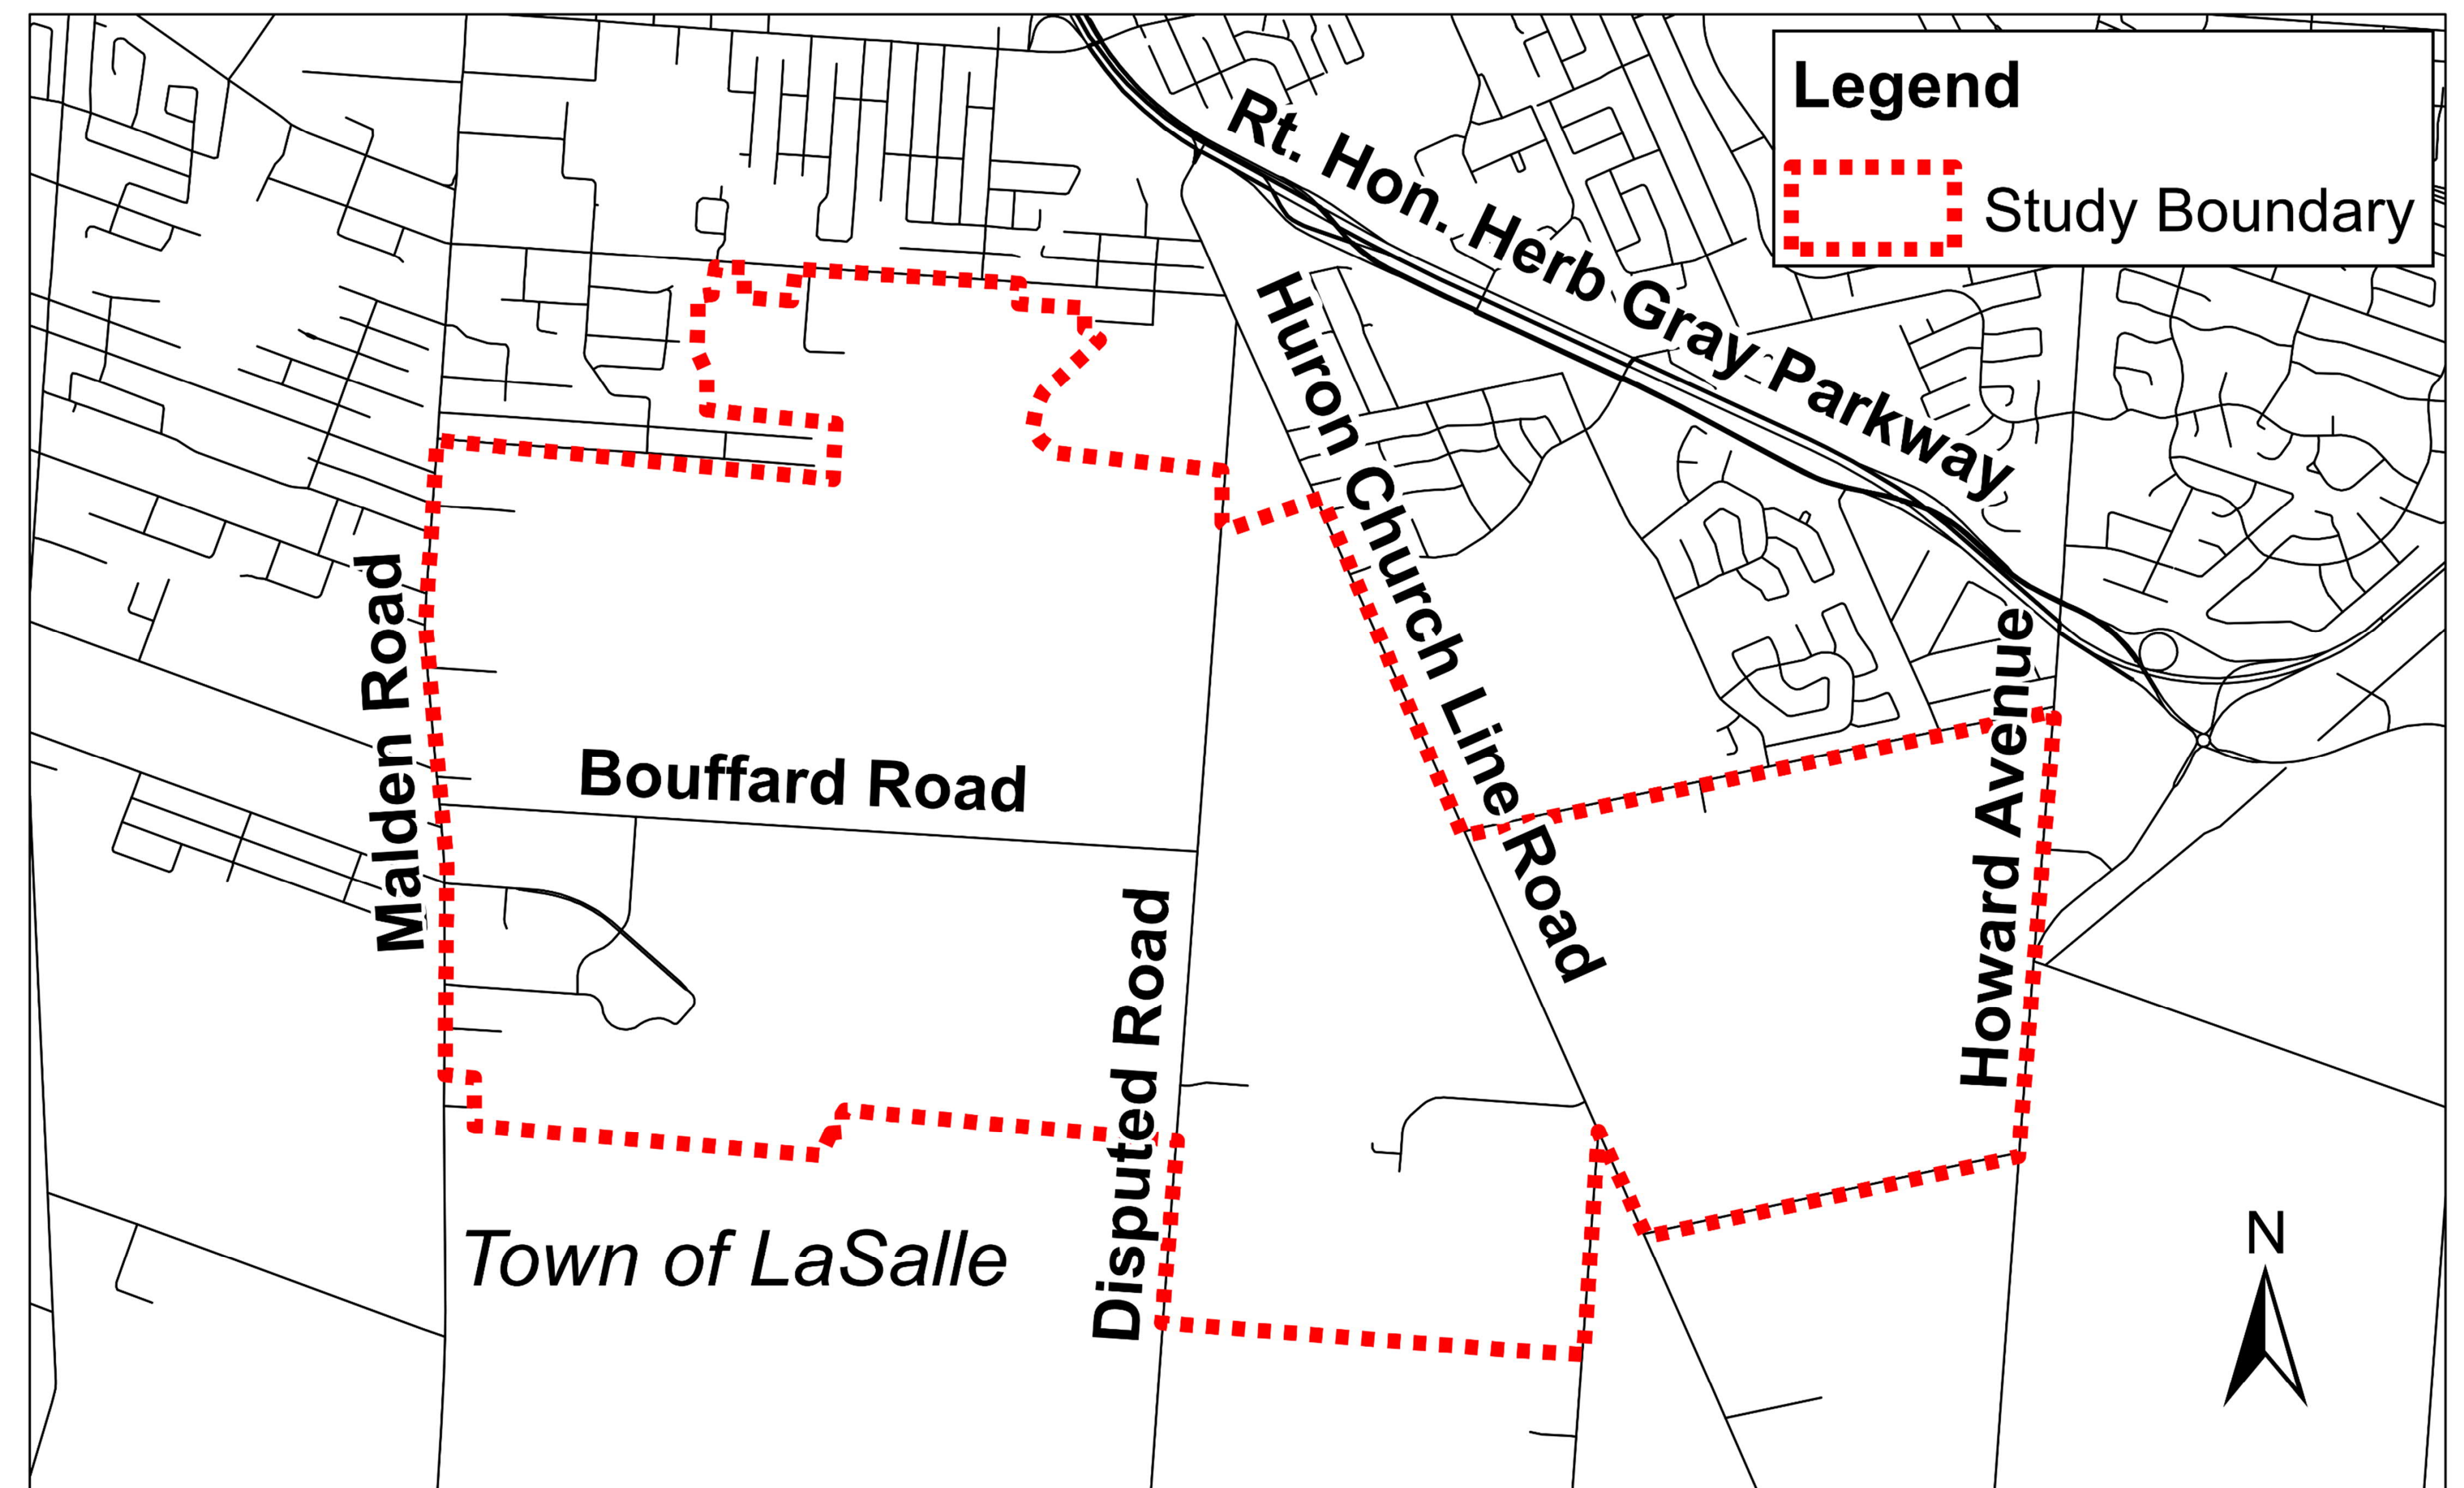 Legend
Study Boundary
Rt. Hon. Herb Gray Parkway
Huron Church Line Road
Malden Road
Howard Avenue
Bouffard Road
Disputed Road
Town of LaSalle
N